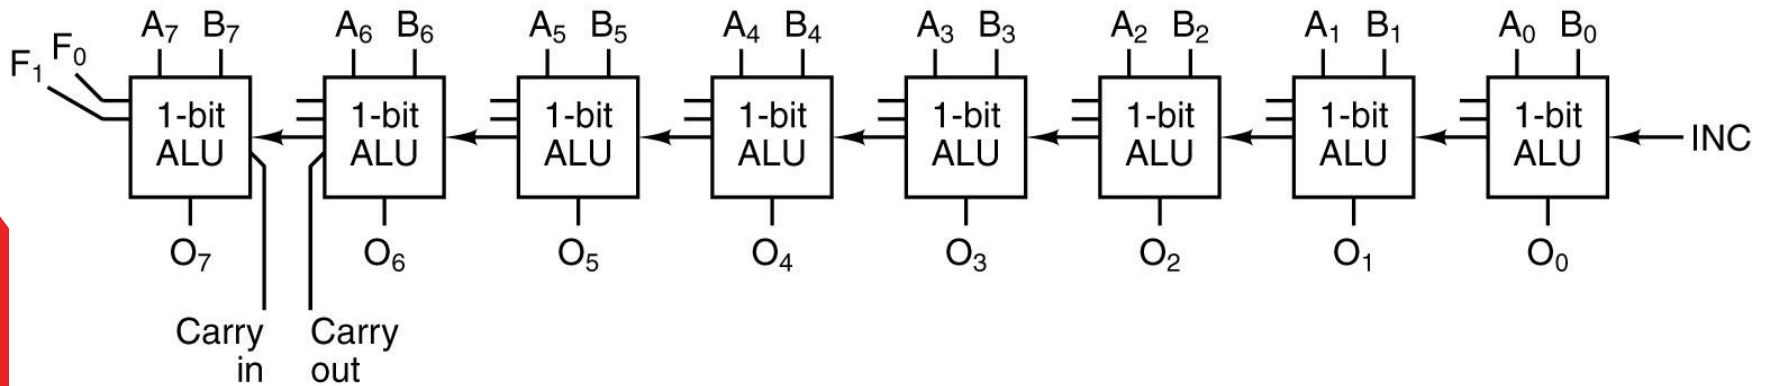 A₇ B₇ A₆ B₆ A₅ B₅ A₄ B₄ A₃ B₃ A₂ B₂ A₁ B₁ A₀ B₀
F₁ F₀
1-bit 1-bit 1-bit 1-bit 1-bit 1-bit 1-bit 1-bit
ALU ALU ALU ALU ALU ALU ALU ALU
INC
O₇ O₆ O₅ O₄ O₃ O₂ O₁ O₀
Carry Carry
in out